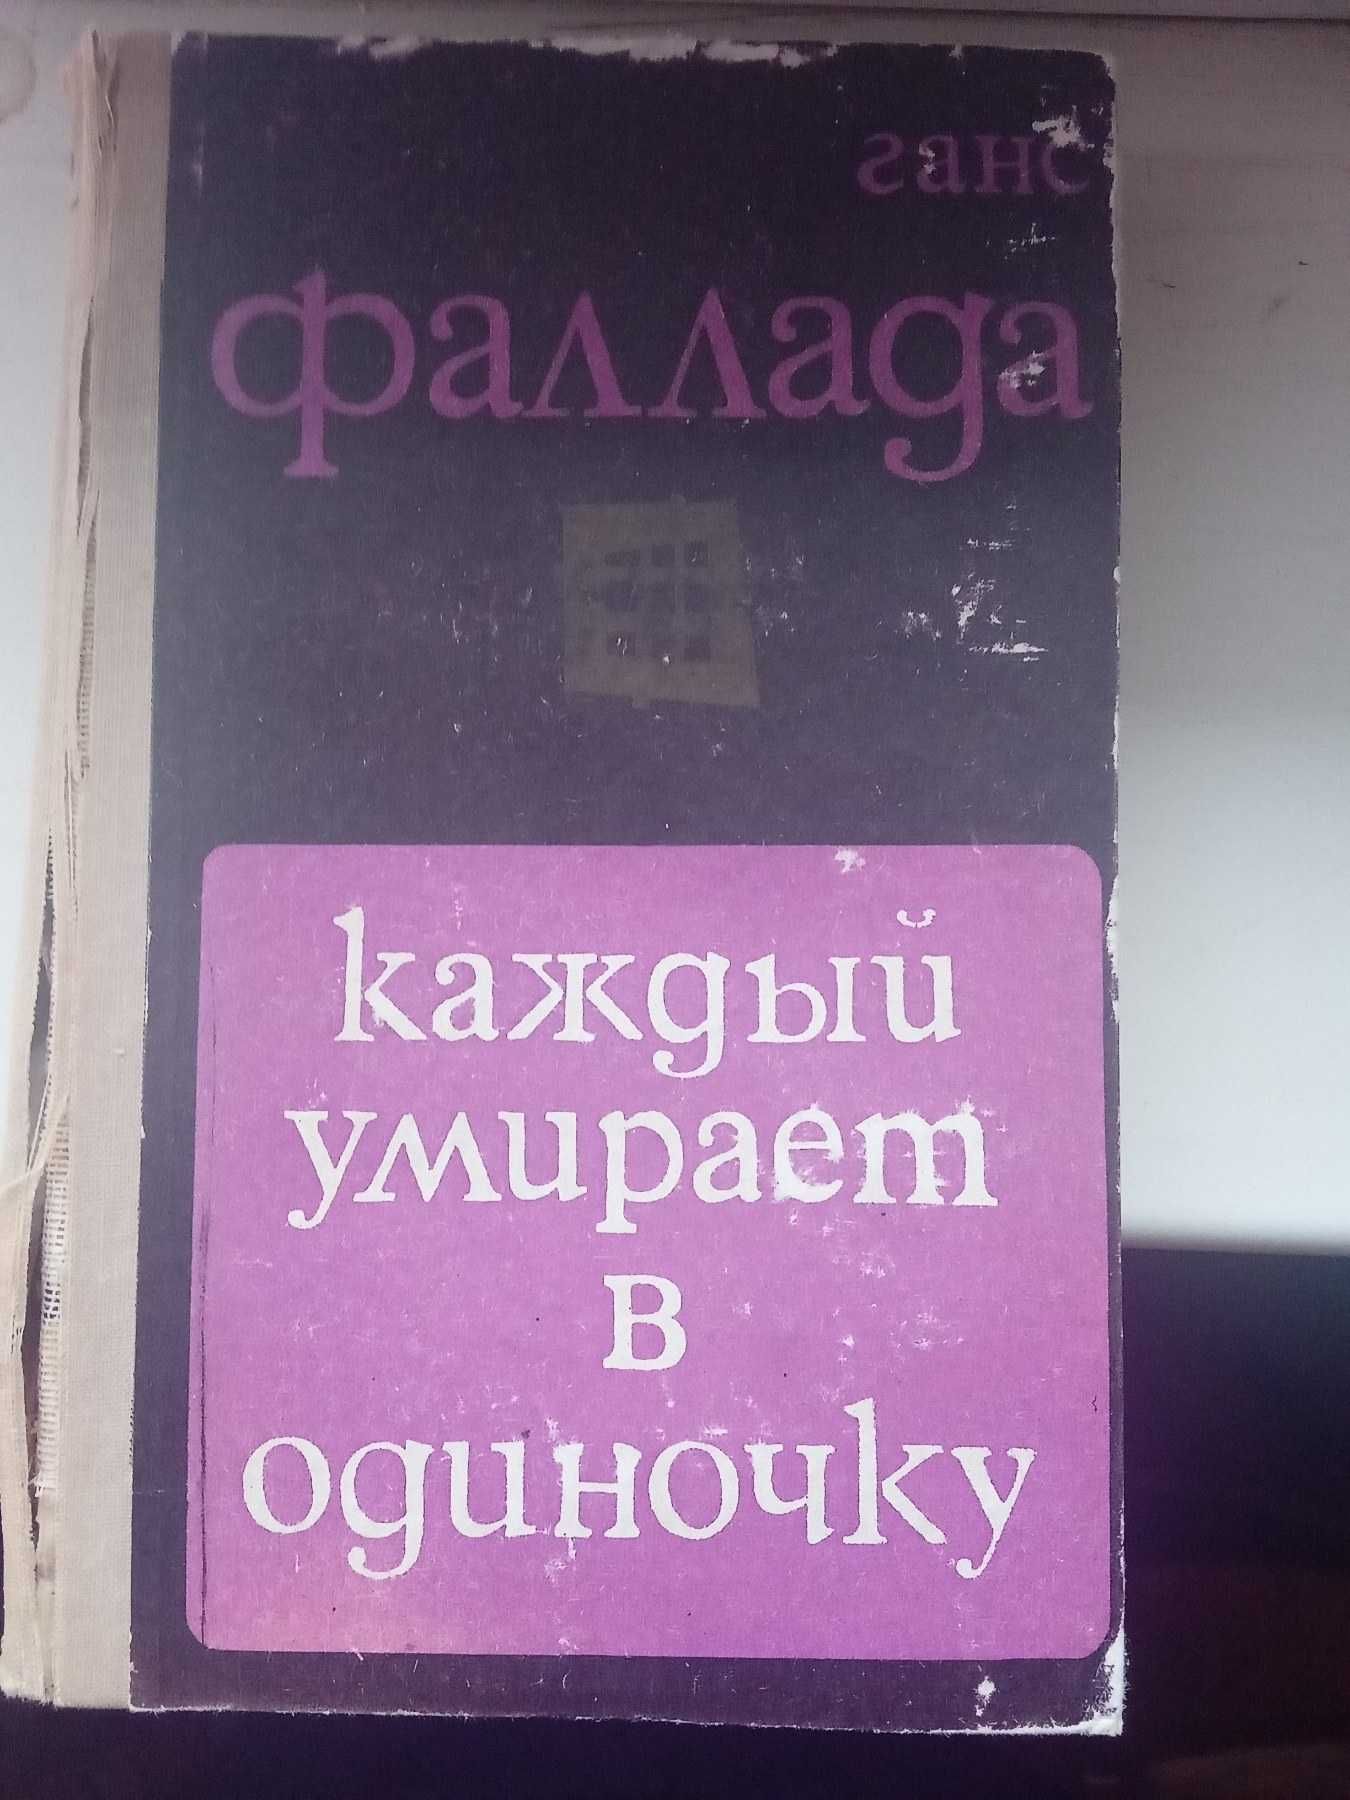 ганс
фаллада
каждый
умирает
в
одиночку